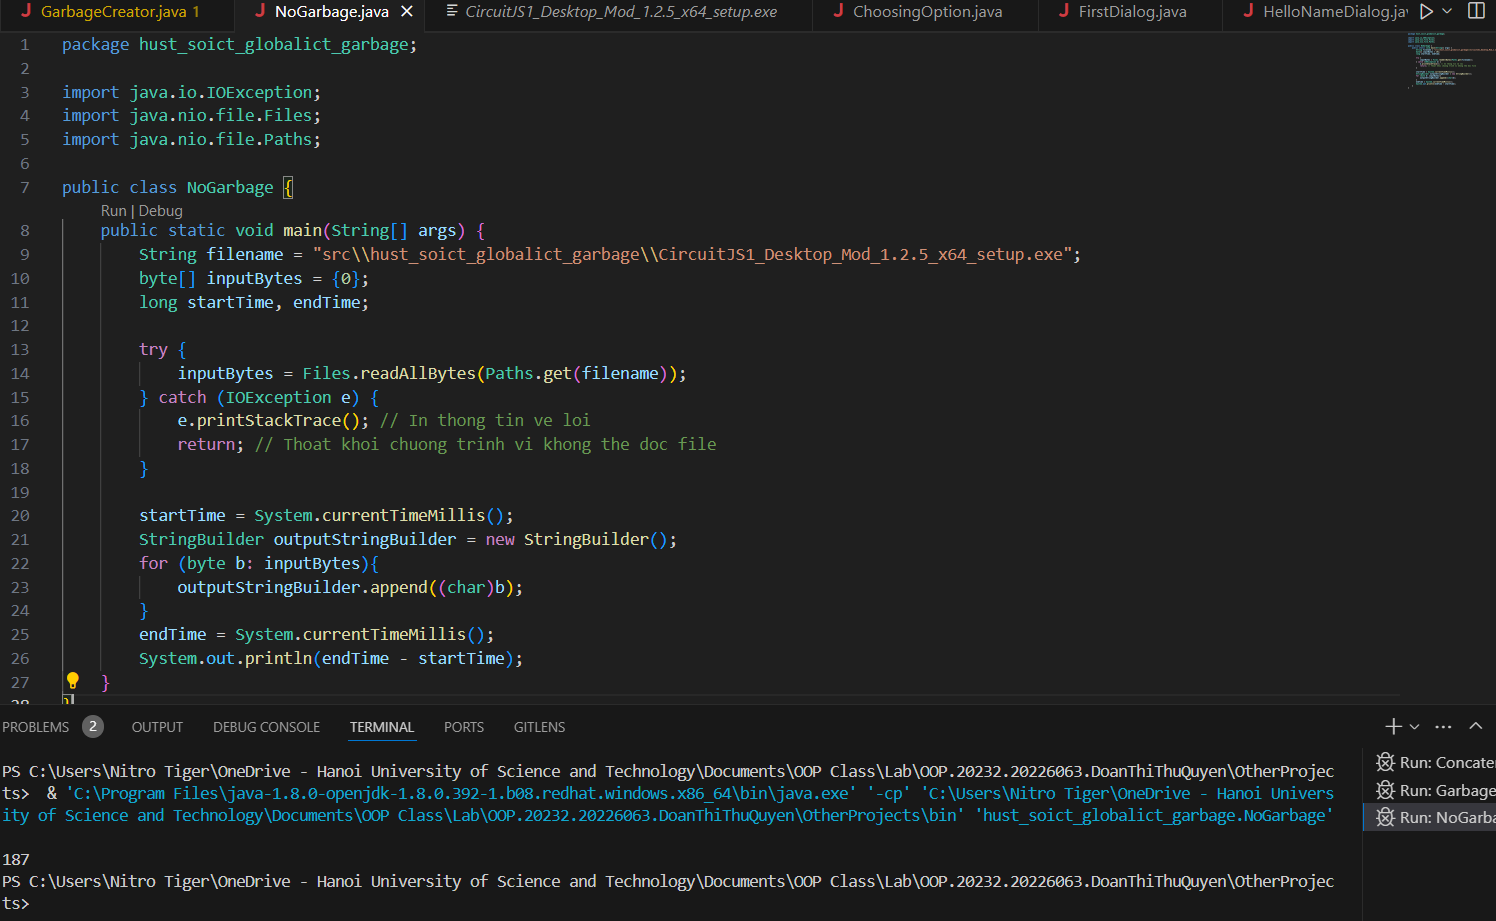 GarbageCreator.java 1
NoGarbage.java
CircuitJS1_Desktop_Mod_1.2.5_x64_setup.exe
ChoosingOption.java
FirstDialog.java
HelloNameDialog.jav
1 package hust_soict_globalict_garbage;
2
3 import java.io.IOException;
4 import java.nio.file.Files;
5 import java.nio.file.Paths;
6
7 public class NoGarbage {
Run | Debug
8 public static void main(String[] args) {
9 String filename = "src\\hust_soict_globalict_garbage\\CircuitJS1_Desktop_Mod_1.2.5_x64_setup.exe";
10 byte[] inputBytes = {0};
11 long startTime, endTime;
12
13 try {
14 inputBytes = Files.readAllBytes(Paths.get(filename));
15 } catch (IOException e) {
16 e.printStackTrace(); // In thong tin ve loi
17 return; // Thoat khoi chuong trinh vi khong the doc file
18 }
19
20 startTime = System.currentTimeMillis();
21 StringBuilder outputStringBuilder = new StringBuilder();
22 for (byte b: inputBytes){
23 outputStringBuilder.append((char)b);
24 }
25 endTime = System.currentTimeMillis();
26 System.out.println(endTime - startTime);
27 }
28 }
PROBLEMS 2 OUTPUT DEBUG CONSOLE TERMINAL PORTS GITLENS
PS C:\Users\Nitro Tiger\OneDrive - Hanoi University of Science and Technology\Documents\OOP Class\Lab\OOP.20232.20226063.DoanThiThuQuyen\OtherProjec
ts> & 'C:\Program Files\java-1.8.0-openjdk-1.8.0.392-1.b08.redhat.windows.x86_64\bin\java.exe' '-cp' 'C:\Users\Nitro Tiger\OneDrive - Hanoi Univers
ity of Science and Technology\Documents\OOP Class\Lab\OOP.20232.20226063.DoanThiThuQuyen\OtherProjects\bin' 'hust_soict_globalict_garbage.NoGarbage'
187
PS C:\Users\Nitro Tiger\OneDrive - Hanoi University of Science and Technology\Documents\OOP Class\Lab\OOP.20232.20226063.DoanThiThuQuyen\OtherProjec
ts>
Run: Concate
Run: Garbage
Run: NoGarba